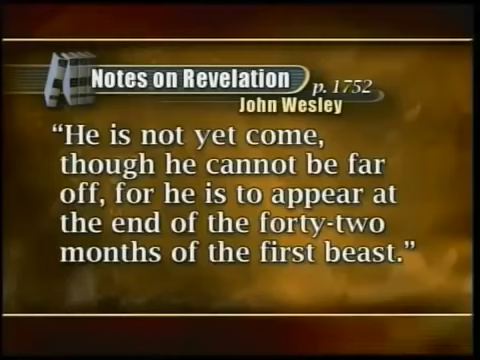 Notes on Revelation p. 1752
John Wesley
“He is not yet come,
though he cannot be far
off, for he is to appear at
the end of the forty-two
months of the first beast.”